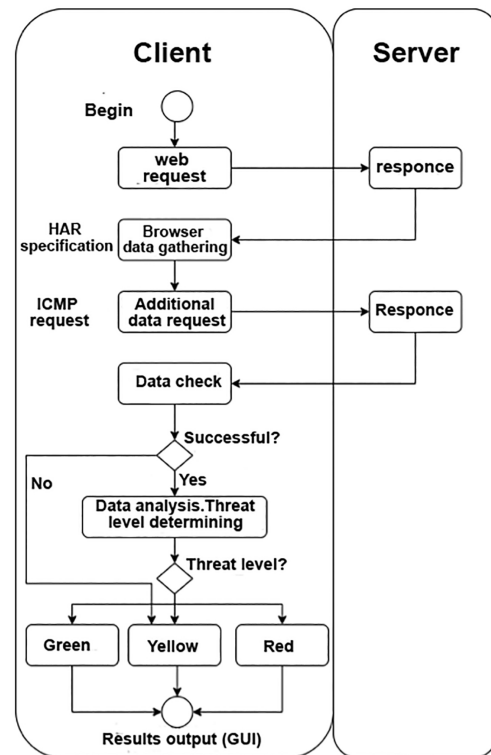 Client
Server
Begin
web
request
responce
HAR
specification
Browser
data gathering
ICMP
request
Additional
data request
Responce
Data check
Successful?
No
Yes
Data analysis.Threat
level determining
Threat level?
Green
Yellow
Red
Results output (GUI)